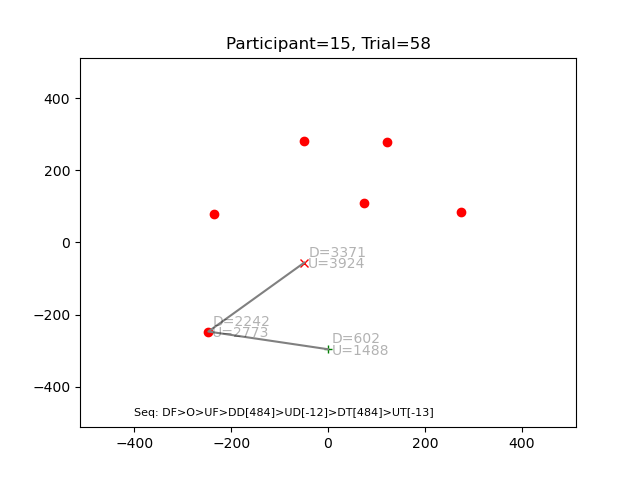 Participant=15, Trial=58
400
200
0
−200
−400
D=3371
U=3924
D=2242
U=2773
D=602
U=1488
Seq: DF>O>UF>DD[484]>UD[-12]>DT[484]>UT[-13]
−400 −200 0 200 400